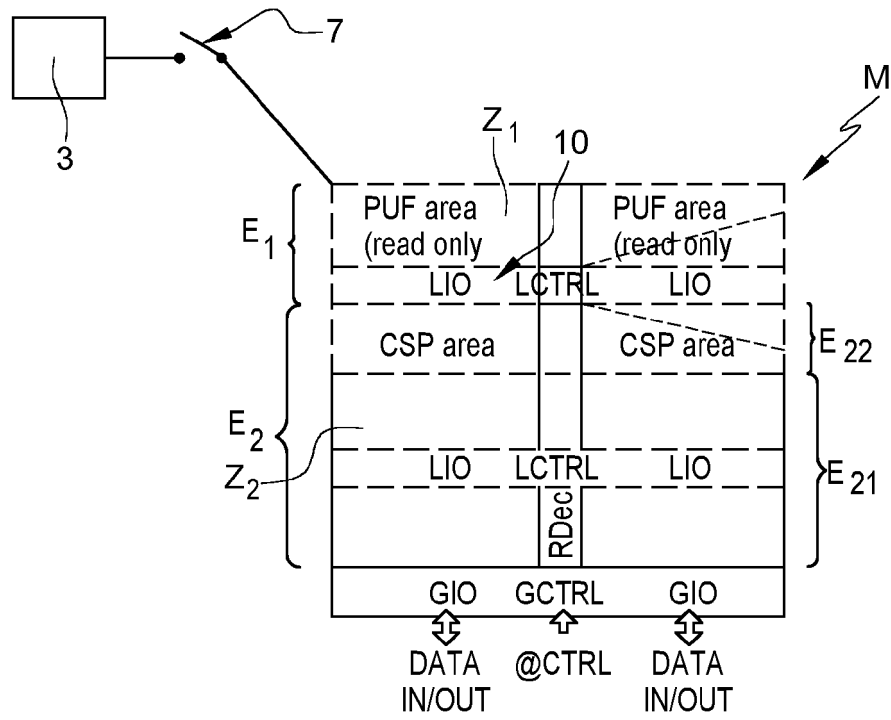 7
3
M
Z1
10
E1
PUF area
(read only
PUF area
(read only
LIO
LCTRL
LIO
CSP area
CSP area
E22
E2
Z2
LIO
LCTRL
LIO
E21
RDec
GIO
GCTRL
GIO
DATA
IN/OUT
@CTRL
DATA
IN/OUT